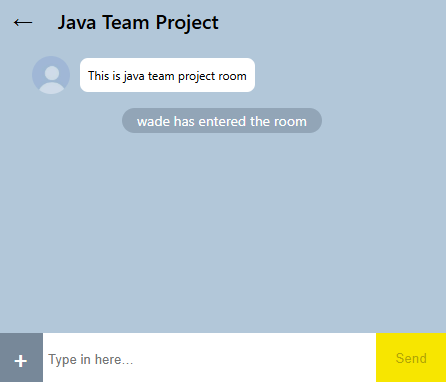 ← Java Team Project
This is java team project room
wade has entered the room
+ Type in here... Send